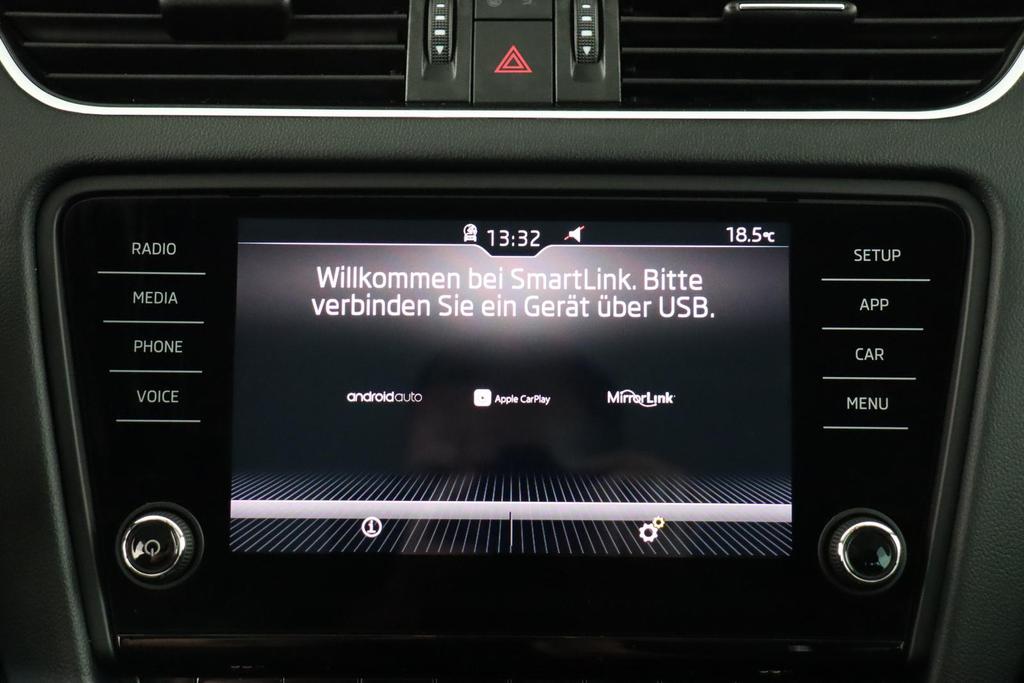 13:32
18.5°C
RADIO
MEDIA
PHONE
VOICE
Willkommen bei SmartLink. Bitte
verbinden Sie ein Gerät über USB.
androidauto
Apple CarPlay
MirrorLink
SETUP
APP
CAR
MENU